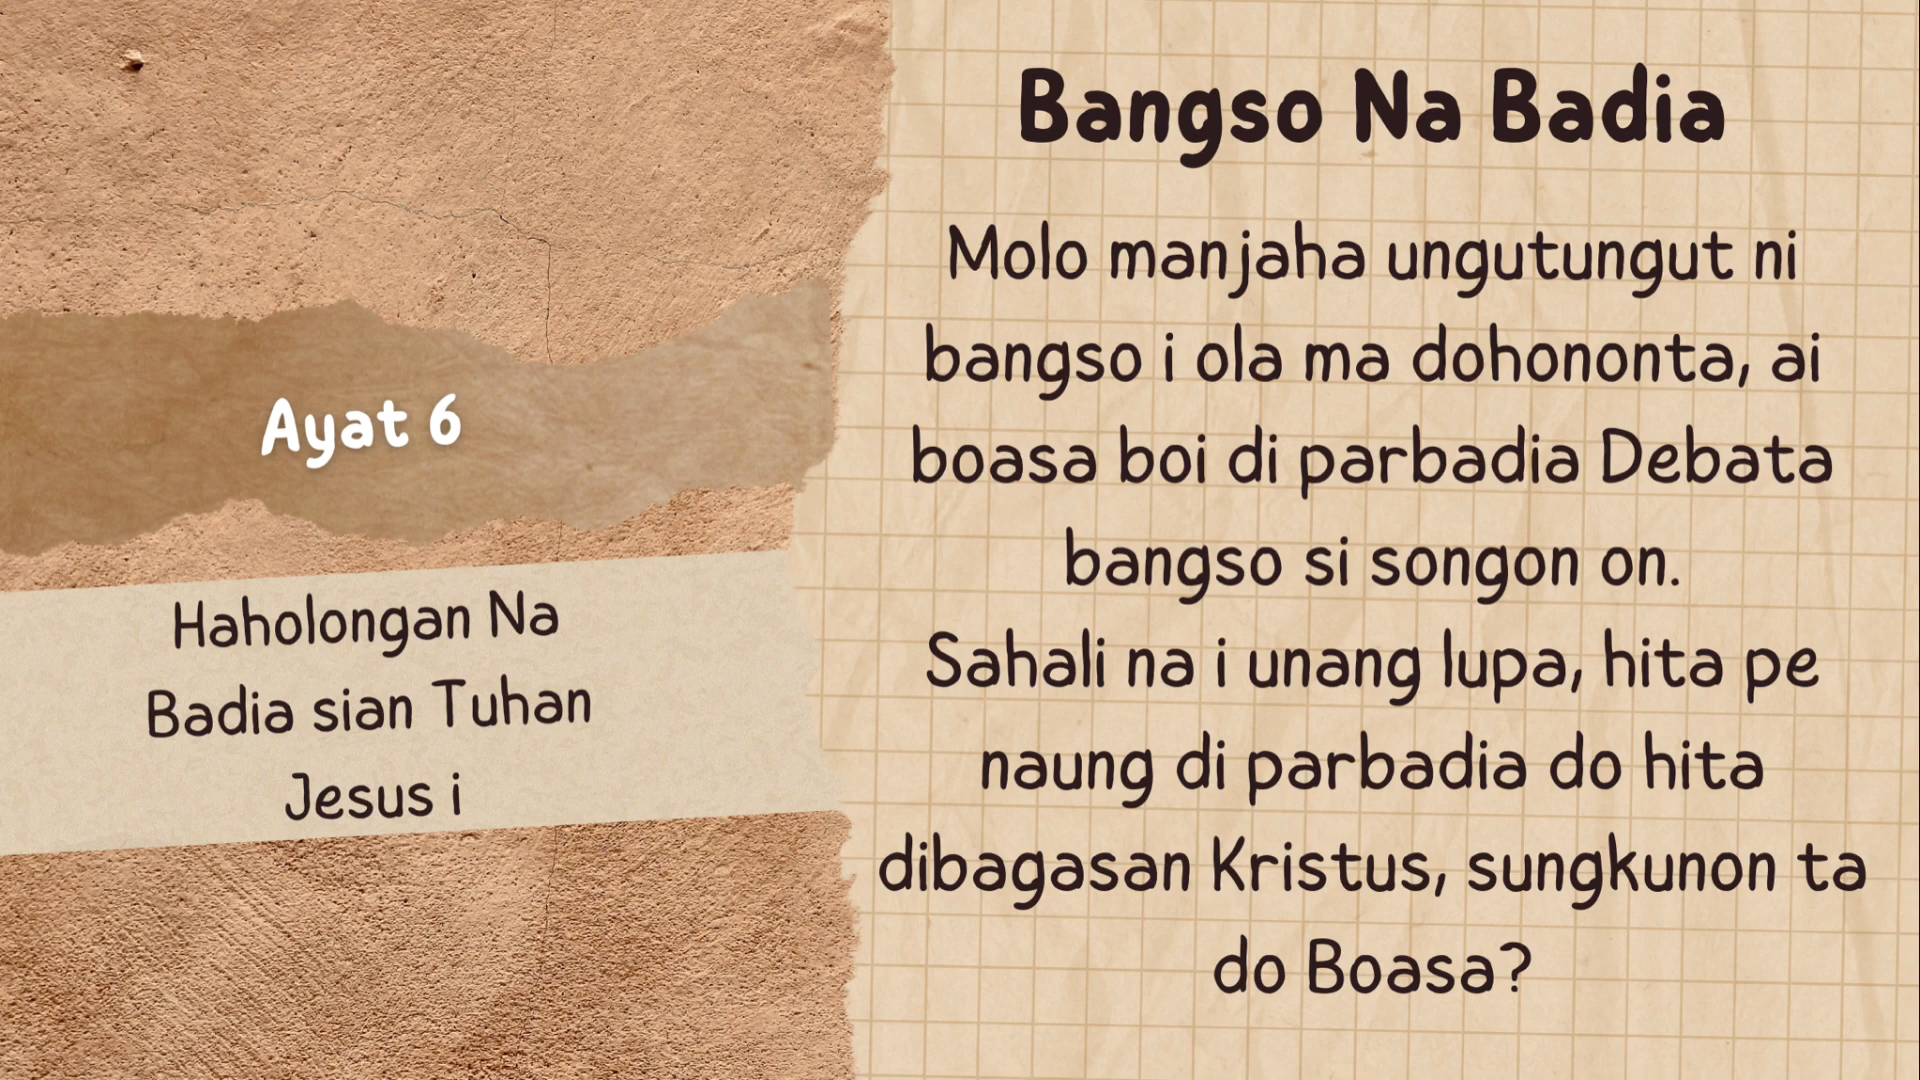 Ayat 6
Haholongan Na
Badia sian Tuhan
Jesus i
Bangso Na Badia
Molo manjaha ungutungut ni
bangso i ola ma dohononta, ai
boasa boi di parbadia Debata
bangso si songon on.
Sahali na i unang lupa, hita pe
naung di parbadia do hita
dibagasan Kristus, sungkunon ta
do Boasa?